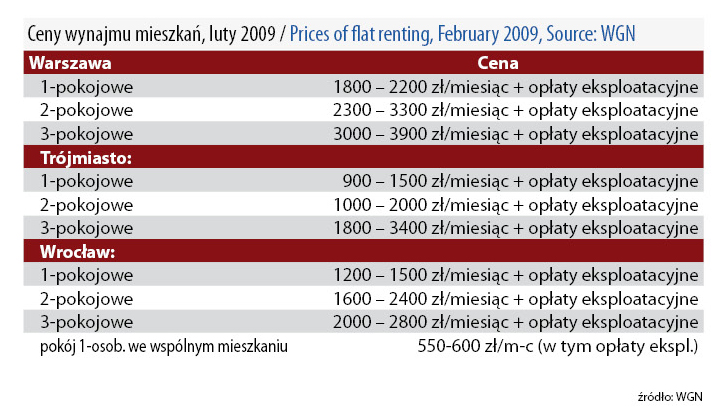 Ceny wynajmu mieszkań, luty 2009 / Prices of flat renting, February 2009, Source: WGN
Warszawa Cena
1-pokojowe 1800 – 2200 zł/miesiąc + opłaty eksploatacyjne
2-pokojowe 2300 – 3300 zł/miesiąc + opłaty eksploatacyjne
3-pokojowe 3000 – 3900 zł/miesiąc + opłaty eksploatacyjne
Trójmiasto:
1-pokojowe 900 – 1500 zł/miesiąc + opłaty eksploatacyjne
2-pokojowe 1000 – 2000 zł/miesiąc + opłaty eksploatacyjne
3-pokojowe 1800 – 3400 zł/miesiąc + opłaty eksploatacyjne
Wrocław:
1-pokojowe 1200 – 1500 zł/miesiąc + opłaty eksploatacyjne
2-pokojowe 1600 – 2400 zł/miesiąc + opłaty eksploatacyjne
3-pokojowe 2000 – 2800 zł/miesiąc + opłaty eksploatacyjne
pokój 1-osob. we wspólnym mieszkaniu 550-600 zł/m-c (w tym opłaty ekspl.)
źródło: WGN